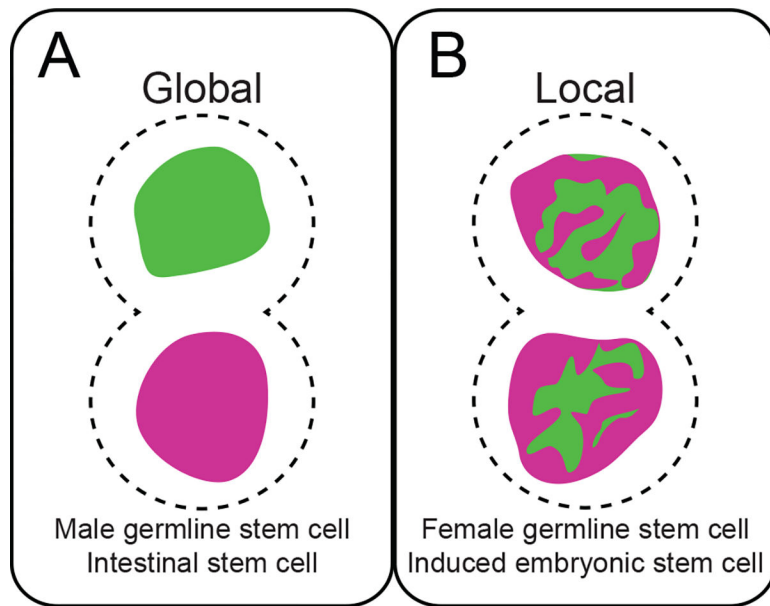 A
Global
Male germline stem cell
Intestinal stem cell
B
Local
Female germline stem cell
Induced embryonic stem cell